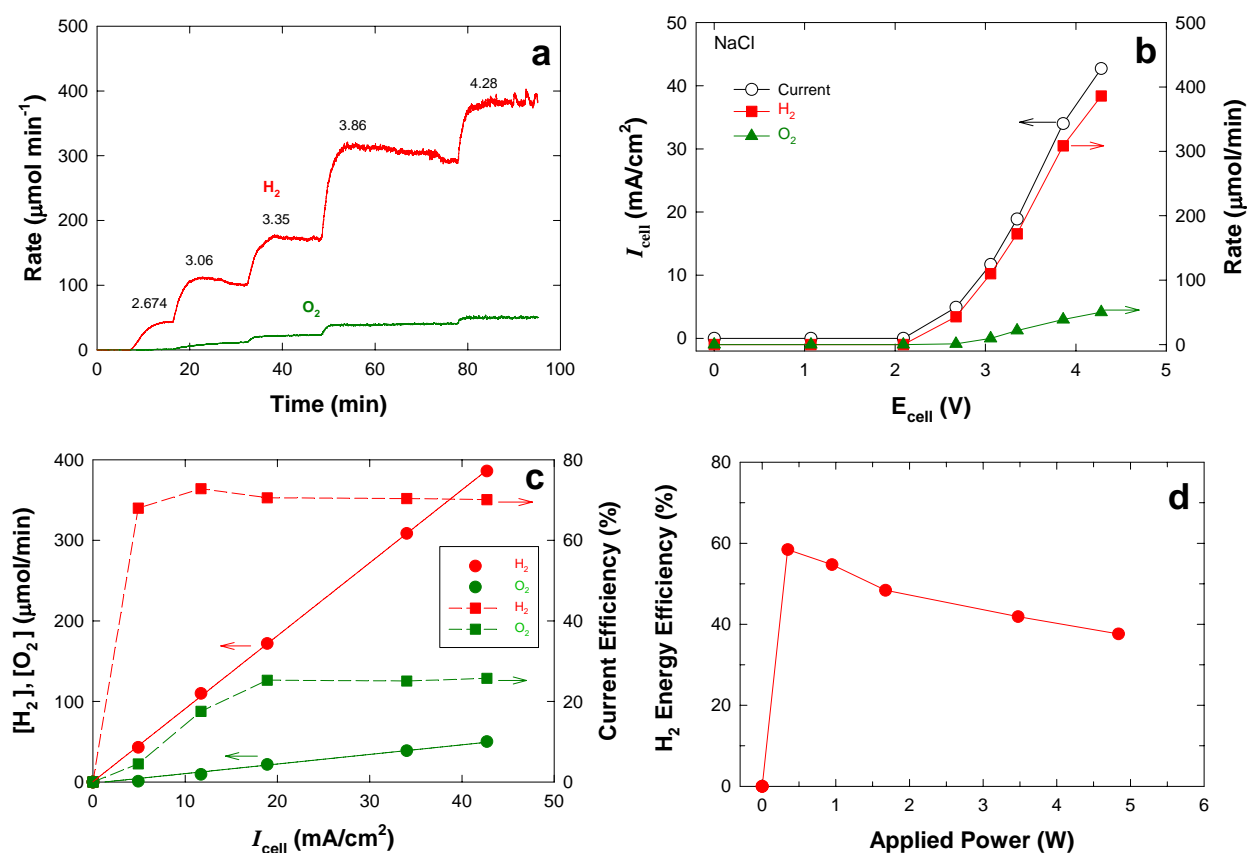 a
500
400
300
200
100
0
Rate (μmol min⁻¹)
2.674
3.06
3.35
3.86
4.28
H₂
O₂
0 20 40 60 80 100
Time (min)
b
NaCl
Current
H₂
O₂
50
40
30
20
10
0
I_cell (mA/cm²)
500
400
300
200
100
0
Rate (μmol/min)
0 1 2 3 4 5
E_cell (V)
c
400
300
200
100
0
[H₂], [O₂] (μmol/min)
80
60
40
20
0
Current Efficiency (%)
H₂
O₂
H₂
O₂
0 10 20 30 40 50
I_cell (mA/cm²)
d
80
60
40
20
0
H₂ Energy Efficiency (%)
0 1 2 3 4 5 6
Applied Power (W)